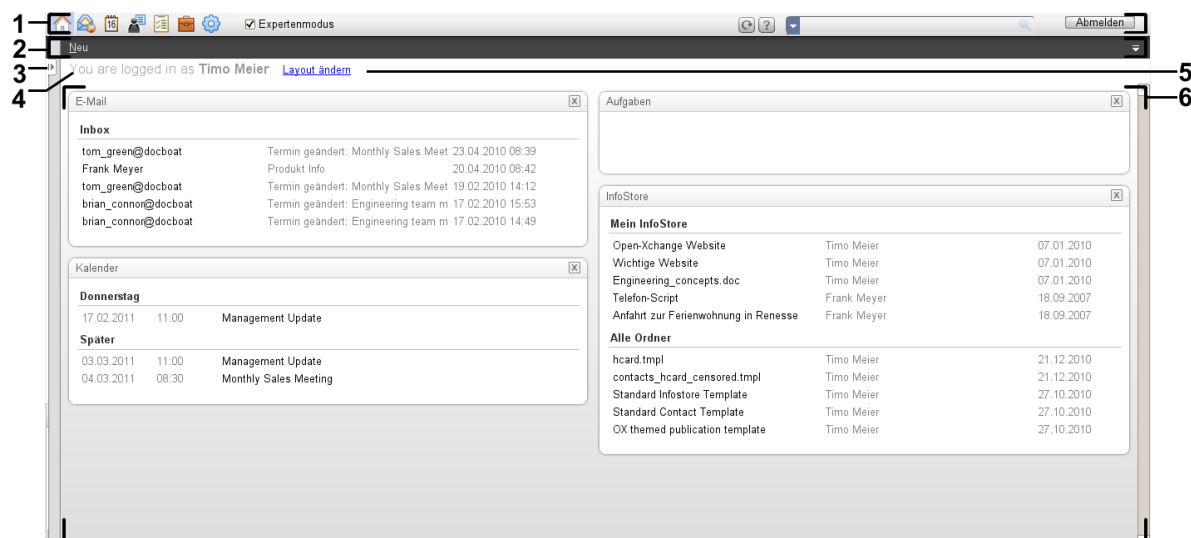 1
16
Expertenmodus
?
Abmelden
2
Neu
3
4
You are logged in as Timo Meier. Layout ändern
5
6
E-Mail X
Inbox
tom_green@docboat Termin geändert: Monthly Sales Meet 23.04.2010 08:39
Frank Meyer Produkt Info 20.04.2010 08:42
tom_green@docboat Termin geändert: Monthly Sales Meet 19.02.2010 14:12
brian_connor@docboat Termin geändert: Engineering team m 17.02.2010 15:53
brian_connor@docboat Termin geändert: Engineering team m 17.02.2010 14:49
Kalender X
Donnerstag
17.02.2011 11:00 Management Update
Später
03.03.2011 11:00 Management Update
04.03.2011 08:30 Monthly Sales Meeting
Aufgaben X
InfoStore X
Mein InfoStore
Open-Xchange Website Timo Meier 07.01.2010
Wichtige Website Timo Meier 07.01.2010
Engineering_concepts.doc Timo Meier 07.01.2010
Telefon-Script Frank Meyer 18.09.2007
Anfahrt zur Ferienwohnung in Renesse Frank Meyer 18.09.2007
Alle Ordner
hcard.tmpl Timo Meier 21.12.2010
contacts_hcard_censored.tmpl Timo Meier 21.12.2010
Standard Infostore Template Timo Meier 27.10.2010
Standard Contact Template Timo Meier 27.10.2010
OX themed publication template Timo Meier 27.10.2010